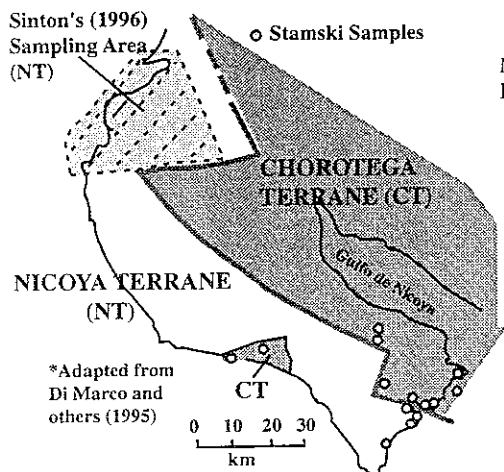 Sinton's (1996)
Sampling Area
(NT)
Stamski Samples
CHOROTEGA
TERRANE (CT)
Golfo de Nicoya
NICOYA TERRANE
(NT)
*Adapted from
Di Marco and
others (1995)
CT
0 10 20 30
km